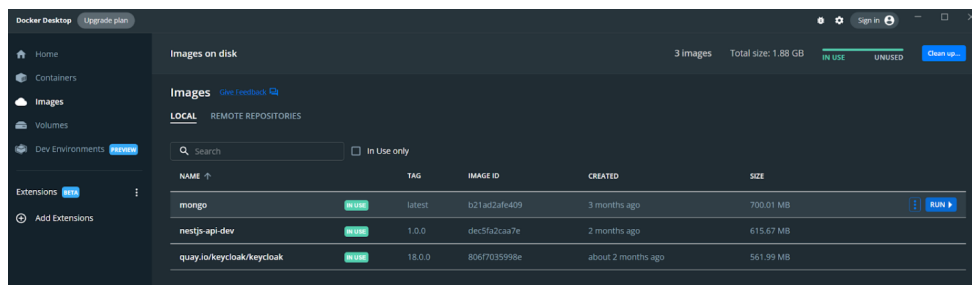 Docker Desktop Upgrade plan Sign in
Home
Containers
Images
Volumes
Dev Environments PREVIEW
Extensions BETA
Add Extensions
Images on disk 3 images Total size: 1.88 GB IN USE UNUSED Clean up...
Images Give Feedback
LOCAL REMOTE REPOSITORIES
Search In Use only
NAME TAG IMAGE ID CREATED SIZE
mongo IN USE latest b21ad2afe409 3 months ago 700.01 MB RUN
nestjs-api-dev IN USE 1.0.0 dec5fa2caa7e 2 months ago 615.67 MB
quay.io/keycloak/keycloak IN USE 18.0.0 806f7035998e about 2 months ago 561.99 MB